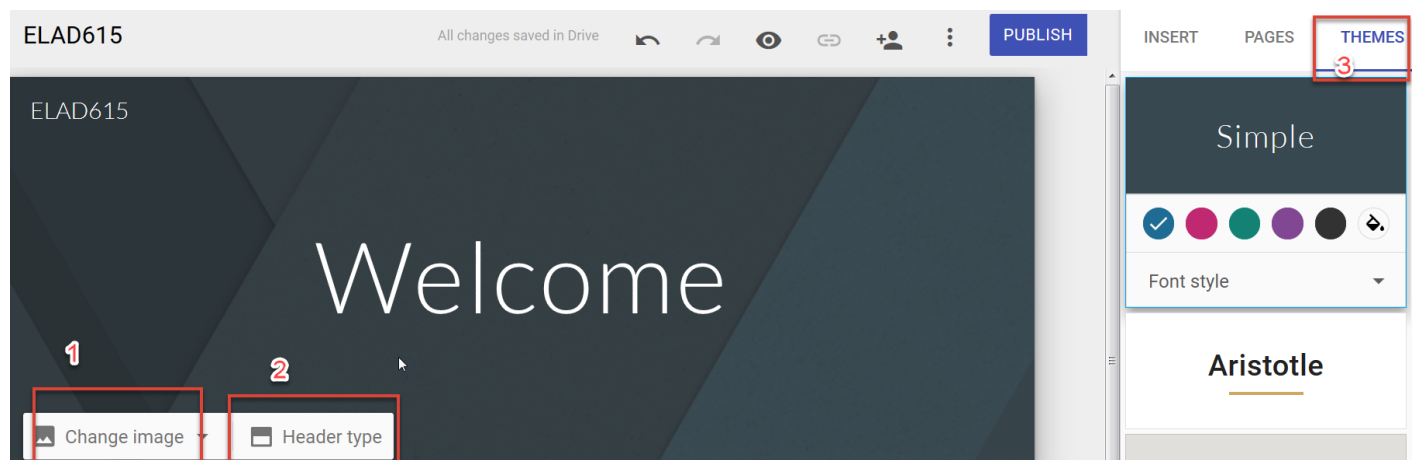 ELAD615
All changes saved in Drive
PUBLISH
INSERT
PAGES
THEMES
3
ELAD615
Simple
Welcome
Font style
1
2
Aristotle
Change image
Header type